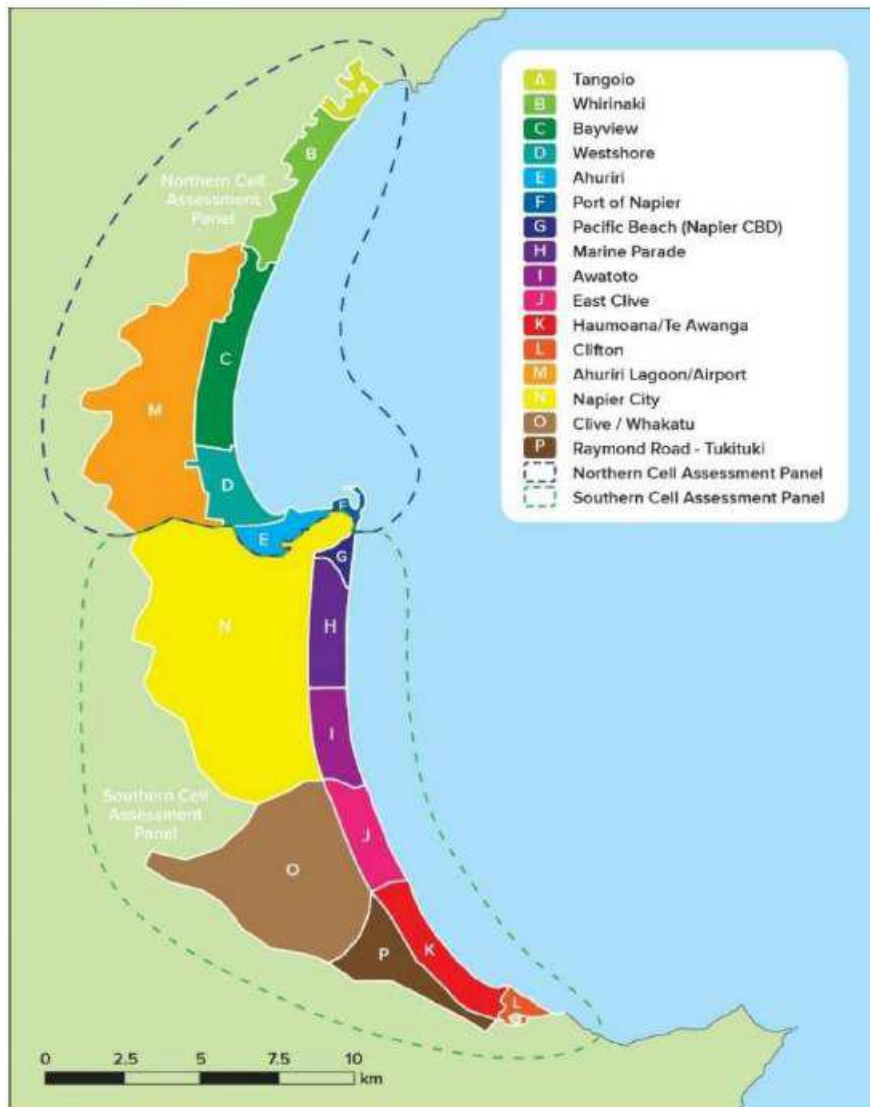 A Tangoio
B Whirinaki
C Bayview
D Westshore
E Ahuriri
F Port of Napier
G Pacific Beach (Napier CBD)
H Marine Parade
I Awatoto
J East Clive
K Haumoana/Te Awanga
L Clifton
M Ahuriri Lagoon/Airport
N Napier City
O Clive / Whakatu
P Raymond Road - Tukituki
Northern Cell Assessment Panel
Southern Cell Assessment Panel
A
B
Northern Cell
Assessment
Panel
C
M
D
F
E
G
N
H
I
Southern Cell
Assessment
Panel
J
O
K
P
L
0 2.5 5 7.5 10
km